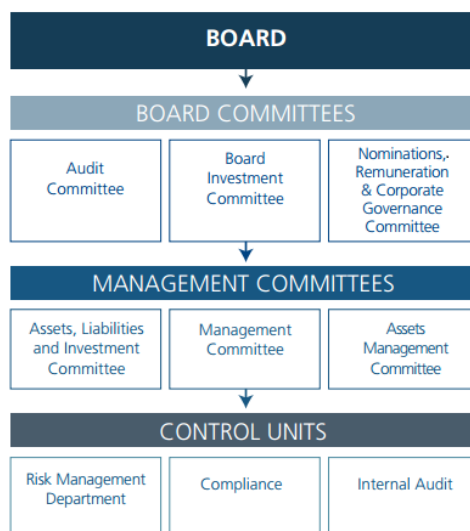 BOARD
BOARD COMMITTEES
Audit
Committee
Board
Investment
Committee
Nominations,.
Remuneration
& Corporate
Governance
Committee
MANAGEMENT COMMITTEES
Assets, Liabilities
and Investment
Committee
Management
Committee
Assets
Management
Committee
CONTROL UNITS
Risk Management
Department
Compliance
Internal Audit